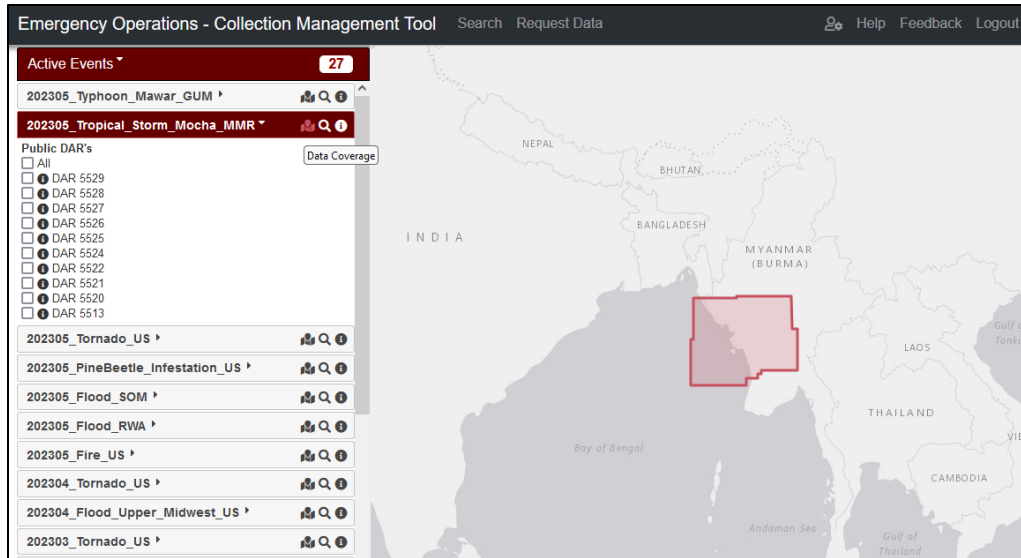 Emergency Operations - Collection Management Tool Search Request Data Help Feedback Logout
Active Events 27
202305_Typhoon_Mawar_GUM
202305_Tropical_Storm_Mocha_MMR
Public DAR's
Data Coverage
All
DAR 5529
DAR 5528
DAR 5527
DAR 5526
DAR 5525
DAR 5524
DAR 5522
DAR 5521
DAR 5520
DAR 5513
202305_Tornado_US
202305_PineBeetle_Infestation_US
202305_Flood_SOM
202305_Flood_RWA
202305_Fire_US
202304_Tornado_US
202304_Flood_Upper_Midwest_US
202303_Tornado_US
NEPAL
BHUTAN
BANGLADESH
INDIA
MYANMAR
(BURMA)
LAOS
THAILAND
CAMBODIA
Bay of Bengal
Andaman Sea
Gulf of
Thailand